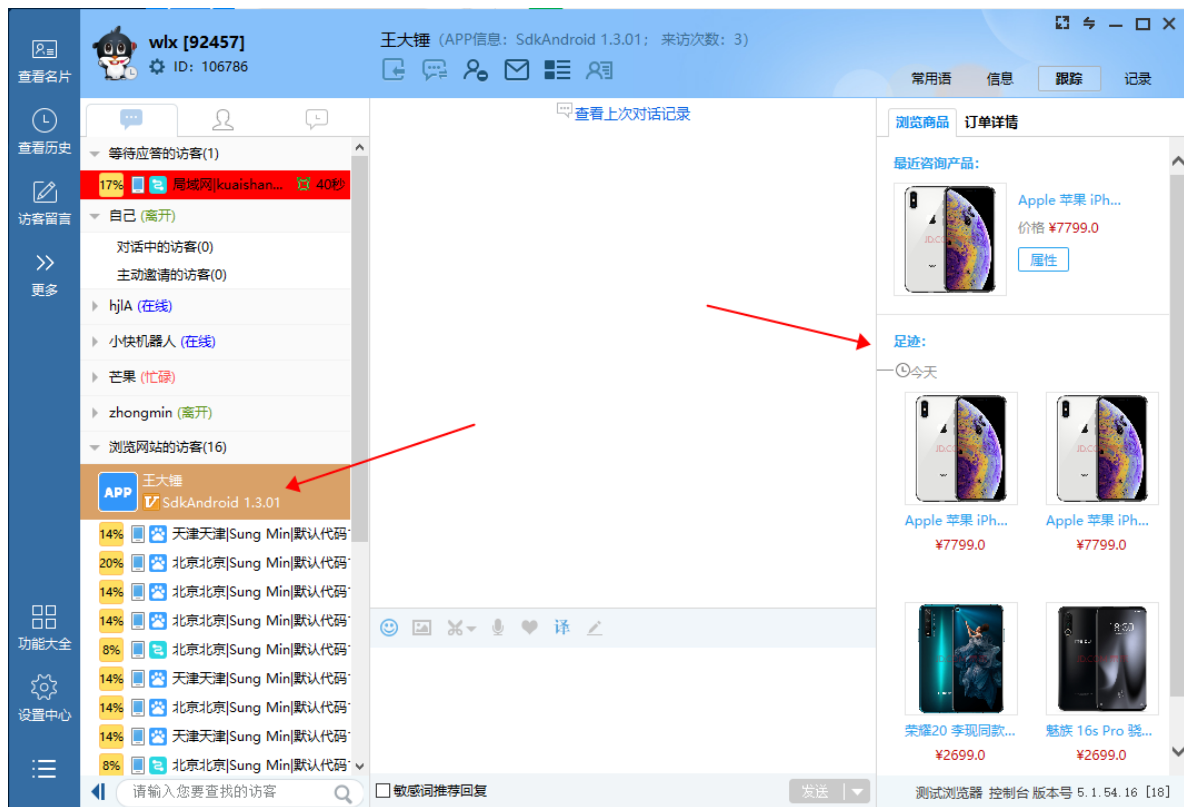 wlx [92457]
ID: 106786
王大锤 (APP信息: SdkAndroid 1.3.01; 来访次数: 3)
常用语
信息
跟踪
记录
查看名片
查看历史
访客留言
更多
功能大全
设置中心
等待应答的访客(1)
17% 局域网|kuaishan... 40秒
自己 (离开)
对话中的访客(0)
主动邀请的访客(0)
hjlA (在线)
小快机器人 (在线)
芒果 (忙碌)
zhongmin (离开)
浏览网站的访客(16)
APP
王大锤
SdkAndroid 1.3.01
14% 天津天津|Sung Min|默认代码
20% 北京北京|Sung Min|默认代码
14% 北京北京|Sung Min|默认代码
14% 北京北京|Sung Min|默认代码
8% 北京北京|Sung Min|默认代码
14% 天津天津|Sung Min|默认代码
14% 北京北京|Sung Min|默认代码
14% 天津天津|Sung Min|默认代码
8% 北京北京|Sung Min|默认代码
请输入您要查找的访客
查看上次对话记录
译
敏感词推荐回复
发送
浏览商品
订单详情
最近咨询产品:
Apple 苹果 iPh...
价格 ¥7799.0
属性
足迹:
今天
Apple 苹果 iPh...
¥7799.0
Apple 苹果 iPh...
¥7799.0
荣耀20 李现同款...
¥2699.0
魅族 16s Pro 骁...
¥2699.0
测试浏览器 控制台 版本号 5.1.54.16 [18]